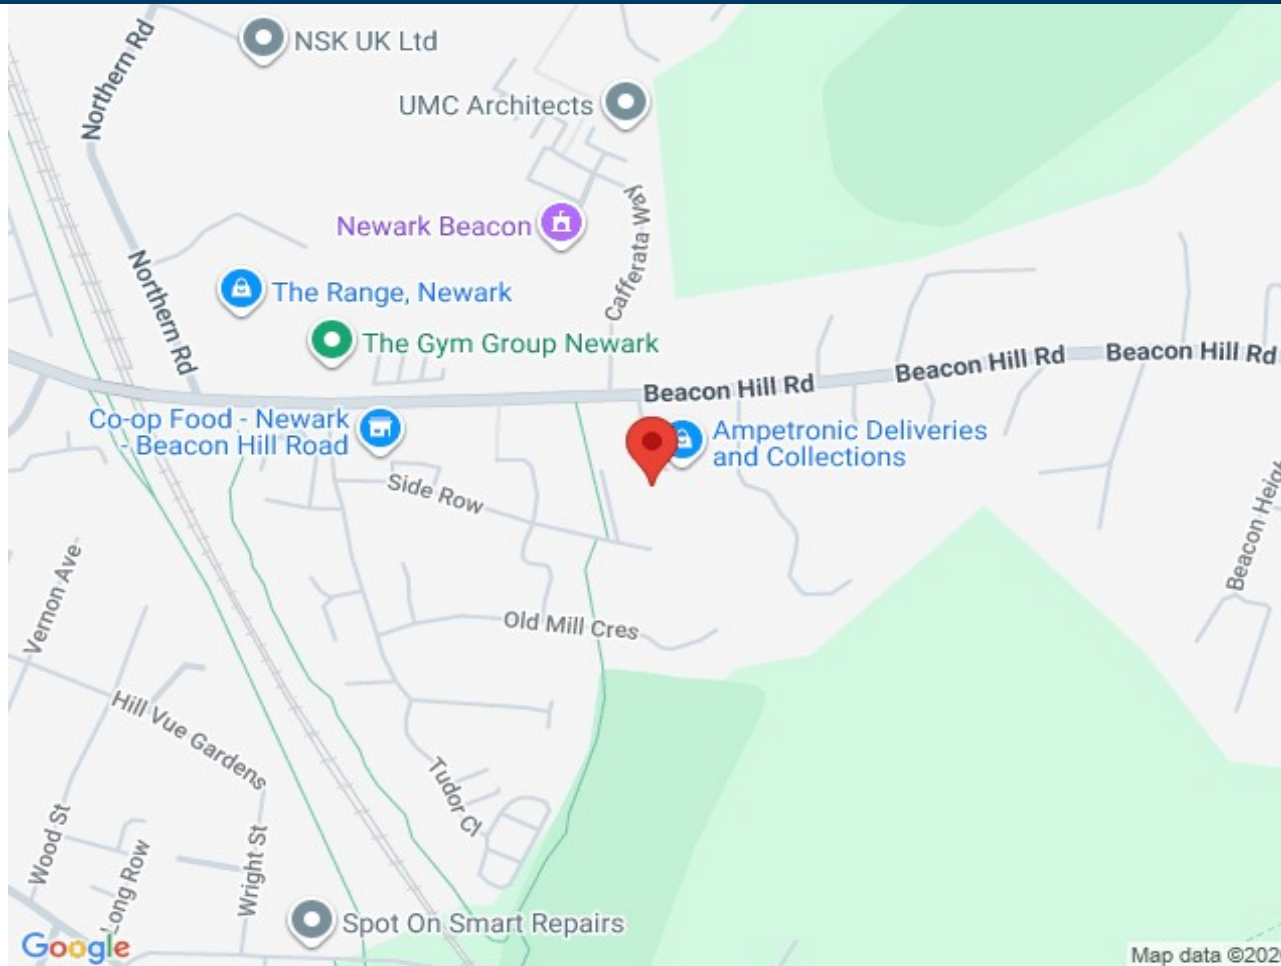 Northern Rd
NSK UK Ltd
UMC Architects
Cafferata Way
Newark Beacon
Northern Rd
The Range, Newark
The Gym Group Newark
Beacon Hill Rd
Beacon Hill Rd
Beacon Hill Rd
Co-op Food - Newark
- Beacon Hill Road
Ampetronic Deliveries
and Collections
Side Row
Beacon Heigh
Vernon Ave
Old Mill Cres
Hill Vue Gardens
Tudor Cl
Wood St
Long Row
Wright St
Spot On Smart Repairs
Google
Map data ©202